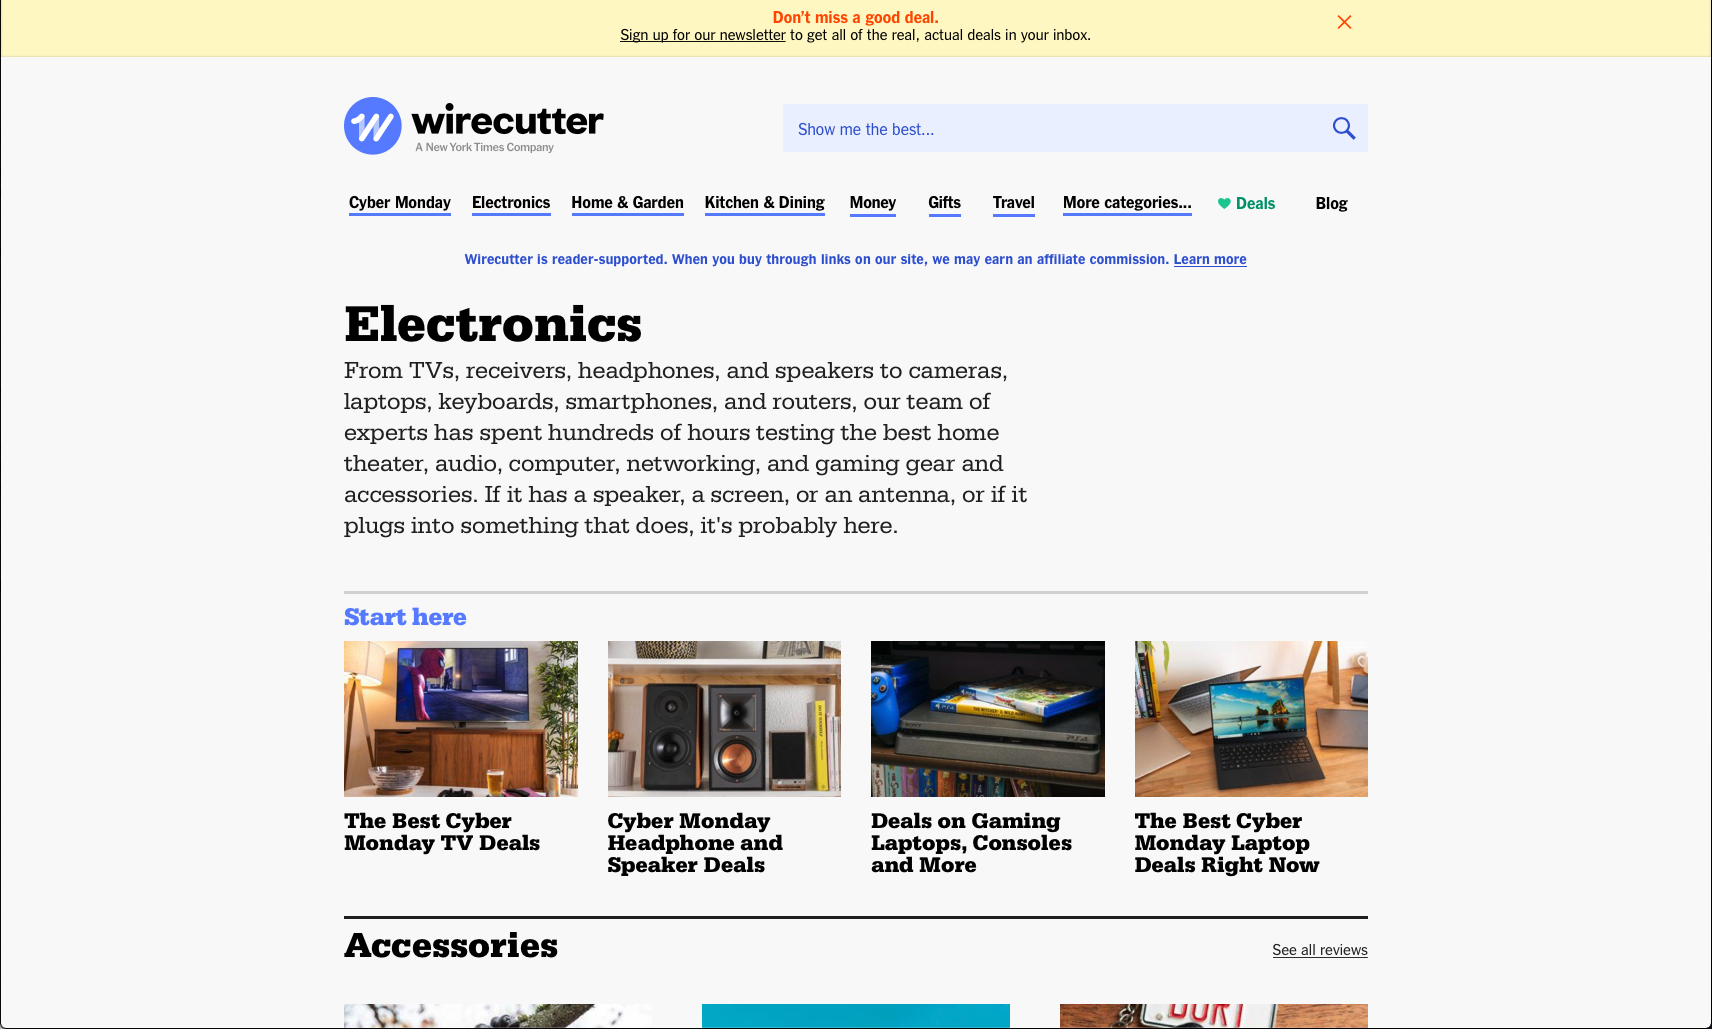 Don't miss a good deal.
Sign up for our newsletter to get all of the real, actual deals in your inbox.
wirecutter
A New York Times Company
Show me the best...
Cyber Monday
Electronics
Home & Garden
Kitchen & Dining
Money
Gifts
Travel
More categories...
Deals
Blog
Wirecutter is reader-supported. When you buy through links on our site, we may earn an affiliate commission. Learn more
Electronics
From TVs, receivers, headphones, and speakers to cameras,
laptops, keyboards, smartphones, and routers, our team of
experts has spent hundreds of hours testing the best home
theater, audio, computer, networking, and gaming gear and
accessories. If it has a speaker, a screen, or an antenna, or if it
plugs into something that does, it's probably here.
Start here
PS4
SONY
PS4
The Best Cyber
Monday TV Deals
Cyber Monday
Headphone and
Speaker Deals
Deals on Gaming
Laptops, Consoles
and More
The Best Cyber
Monday Laptop
Deals Right Now
Accessories
See all reviews